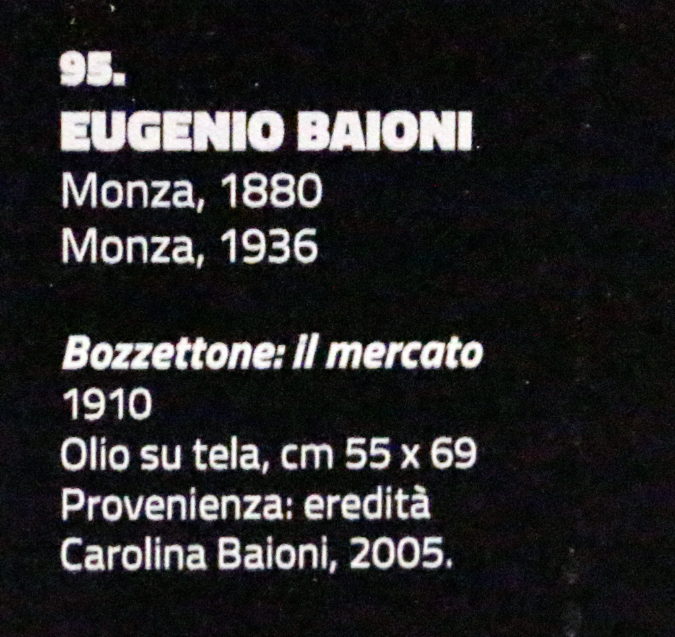 95.
EUGENIO BAIONI
Monza, 1880
Monza, 1936
Bozzettone: il mercato
1910
Olio su tela, cm 55 x 69
Provenienza: eredità
Carolina Baioni, 2005.